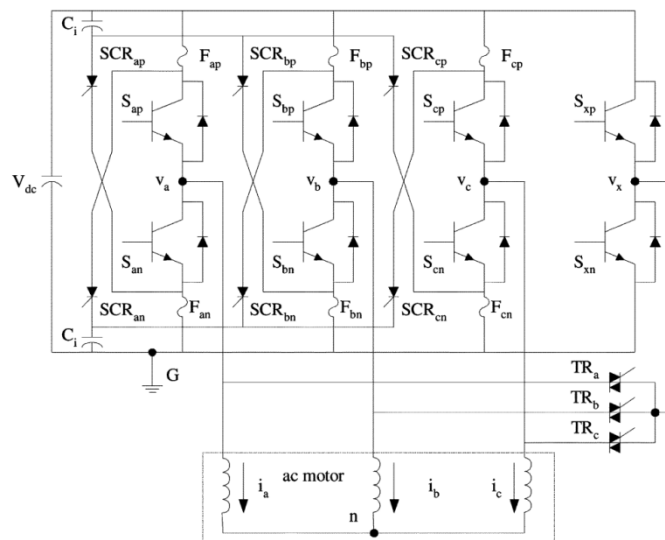 C_i
SCR_ap F_ap SCR_bp F_bp SCR_cp F_cp
S_ap S_bp S_cp S_xp
V_dc v_a v_b v_c v_x
S_an S_bn S_cn S_xn
SCR_an F_an SCR_bn F_bn SCR_cn F_cn
C_i
G
TR_a
TR_b
TR_c
ac motor
i_a i_b i_c
n